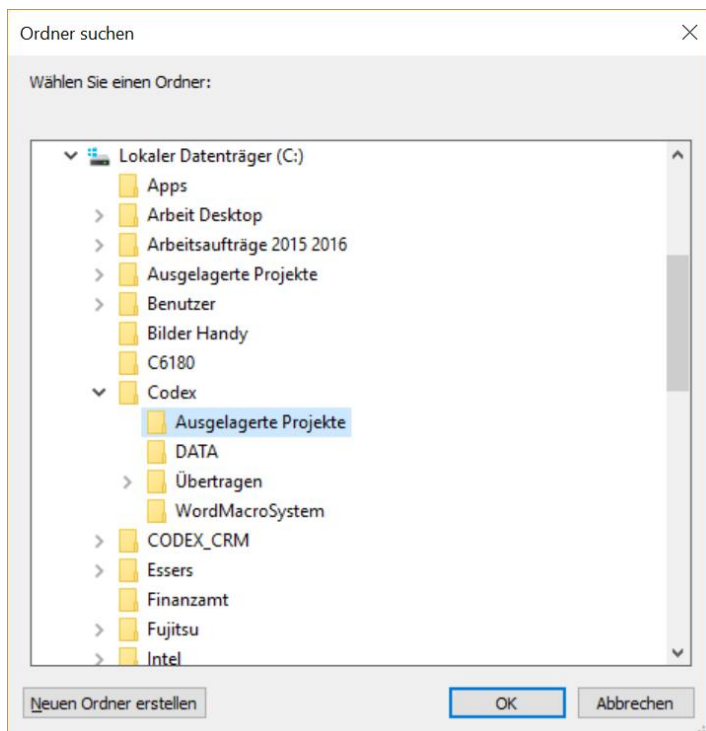 Ordner suchen
Wählen Sie einen Ordner:
Lokaler Datenträger (C:)
Apps
Arbeit Desktop
Arbeitsaufträge 2015 2016
Ausgelagerte Projekte
Benutzer
Bilder Handy
C6180
Codex
Ausgelagerte Projekte
DATA
Übertragen
WordMacroSystem
CODEX_CRM
Essers
Finanzamt
Fujitsu
Intel
Neuen Ordner erstellen
OK
Abbrechen